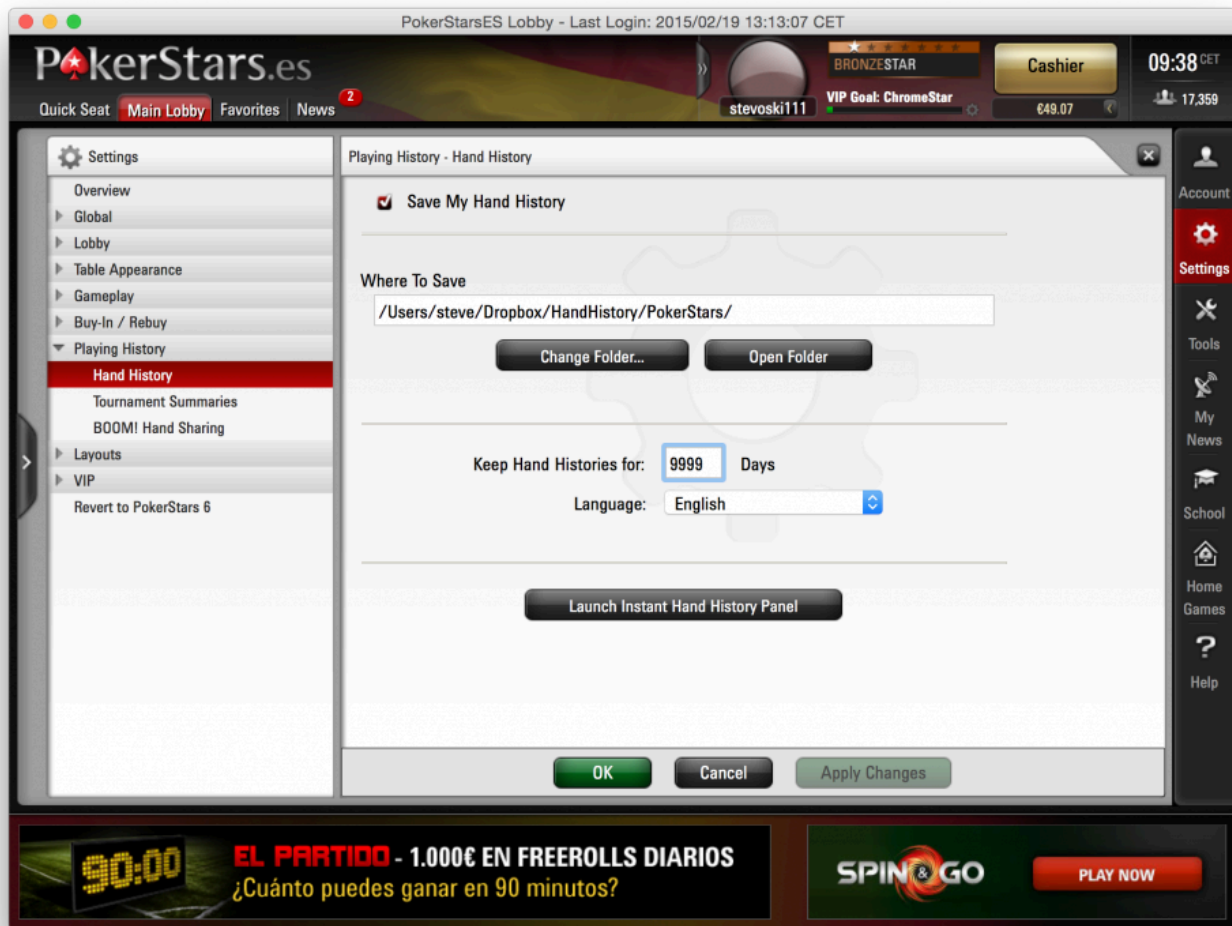 PokerStarsES Lobby - Last Login: 2015/02/19 13:13:07 CET
PokerStars.es
BRONZESTAR
Cashier
09:38 CET
stevoski111
VIP Goal: ChromeStar
€49.07
17,359
Quick Seat Main Lobby Favorites News 2
Settings
Overview
Global
Lobby
Table Appearance
Gameplay
Buy-In / Rebuy
Playing History
Hand History
Tournament Summaries
BOOM! Hand Sharing
Layouts
VIP
Revert to PokerStars 6
Playing History - Hand History
Save My Hand History
Where To Save
/Users/steve/Dropbox/HandHistory/PokerStars/
Change Folder... Open Folder
Keep Hand Histories for: 9999 Days
Language: English
Launch Instant Hand History Panel
OK Cancel Apply Changes
Account
Settings
Tools
My
News
School
Home
Games
Help
90:00
EL PARTIDO - 1.000€ EN FREEROLLS DIARIOS
¿Cuánto puedes ganar en 90 minutos?
SPIN & GO
PLAY NOW